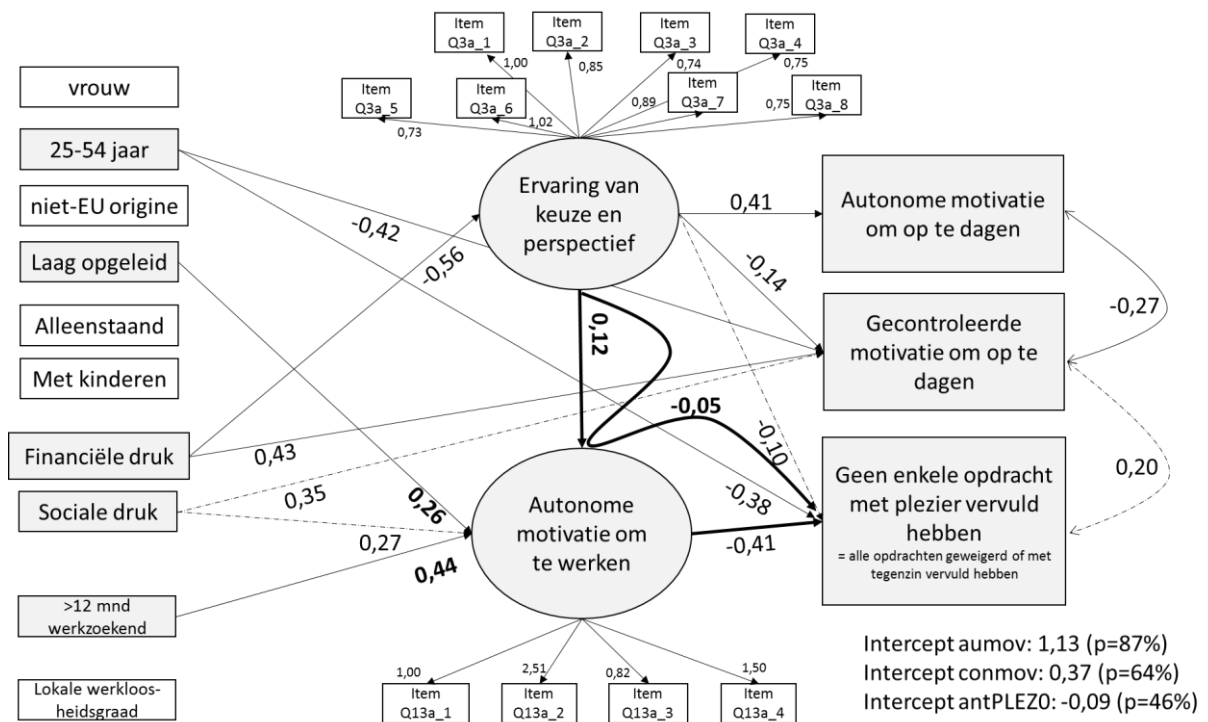 Item
Q3a_1
Item
Q3a_2
Item
Q3a_3
Item
Q3a_4
1,00
0,85
0,74
0,75
Item
Q3a_5
Item
Q3a_6
Item
Q3a_7
Item
Q3a_8
0,73
1,02
0,89
0,75
vrouw
25-54 jaar
niet-EU origine
Laag opgeleid
Alleenstaand
Met kinderen
Financiële druk
Sociale druk
>12 mnd
werkzoekend
Lokale werkloos-
heidsgraad
Ervaring van
keuze en
perspectief
-0,42
-0,56
0,41
-0,14
0,12
-0,05
-0,10
-0,38
-0,41
0,43
0,35
0,26
0,27
0,44
Autonome
motivatie om
te werken
Autonome motivatie
om op te dagen
Gecontroleerde
motivatie om op te
dagen
Geen enkele opdracht
met plezier vervuld
hebben
= alle opdrachten geweigerd of met
tegenzin vervuld hebben
-0,27
0,20
1,00
2,51
0,82
1,50
Item
Q13a_1
Item
Q13a_2
Item
Q13a_3
Item
Q13a_4
Intercept aumov: 1,13 (p=87%)
Intercept conmov: 0,37 (p=64%)
Intercept antPLEZ0: -0,09 (p=46%)